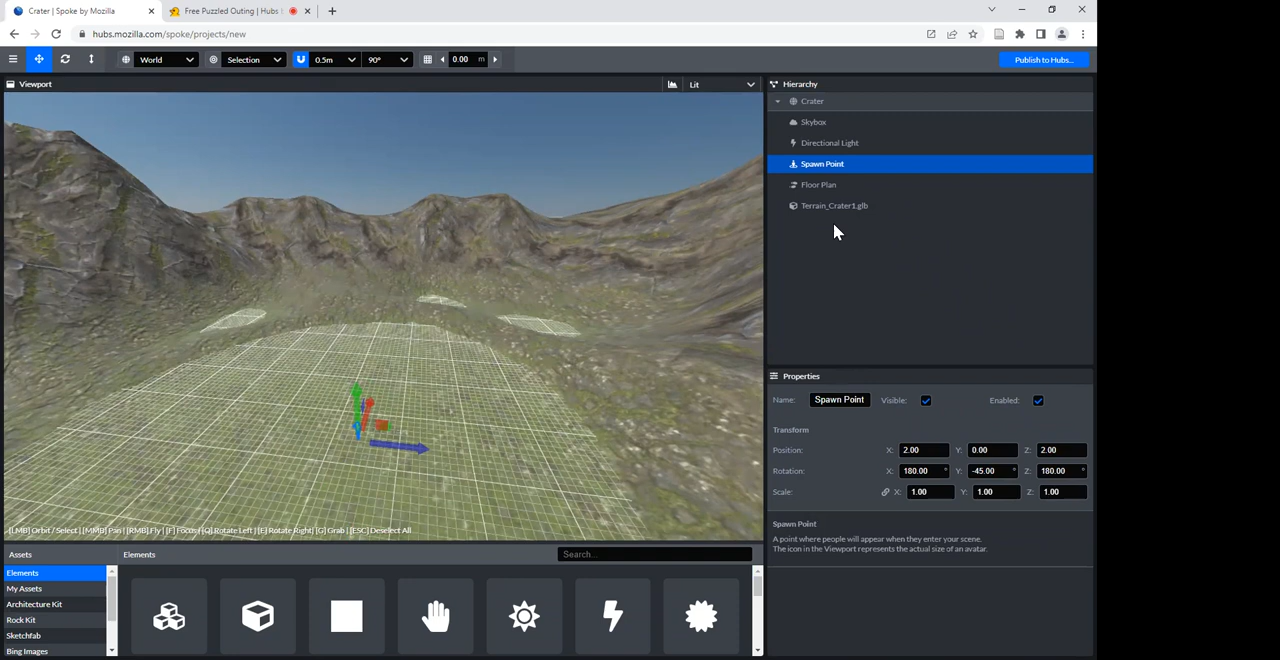 Crater | Spoke by Mozilla
Free Puzzled Outing | Hubs
hubs.mozilla.com/spoke/projects/new
World
Selection
0.5m
90°
0.00 m
Publish to Hubs...
Viewport
Lit
Hierarchy
Crater
Skybox
Directional Light
Spawn Point
Floor Plan
Terrain_Crater1.glb
Properties
Name: Spawn Point Visible: Enabled:
Transform
Position: X: 2.00 Y: 0.00 Z: 2.00
Rotation: X: 180.00 ° Y: -45.00 ° Z: 180.00 °
Scale: X: 1.00 Y: 1.00 Z: 1.00
Spawn Point
A point where people will appear when they enter your scene.
The icon in the Viewport represents the actual size of an avatar.
[LMB] Orbit / Select | [MMB] Pan | [RMB] Fly | [F] Focus | [Q] Rotate Left | [E] Rotate Right | [G] Grab | [ESC] Deselect All
Assets
Elements
Search...
Elements
My Assets
Architecture Kit
Rock Kit
Sketchfab
Bing Images